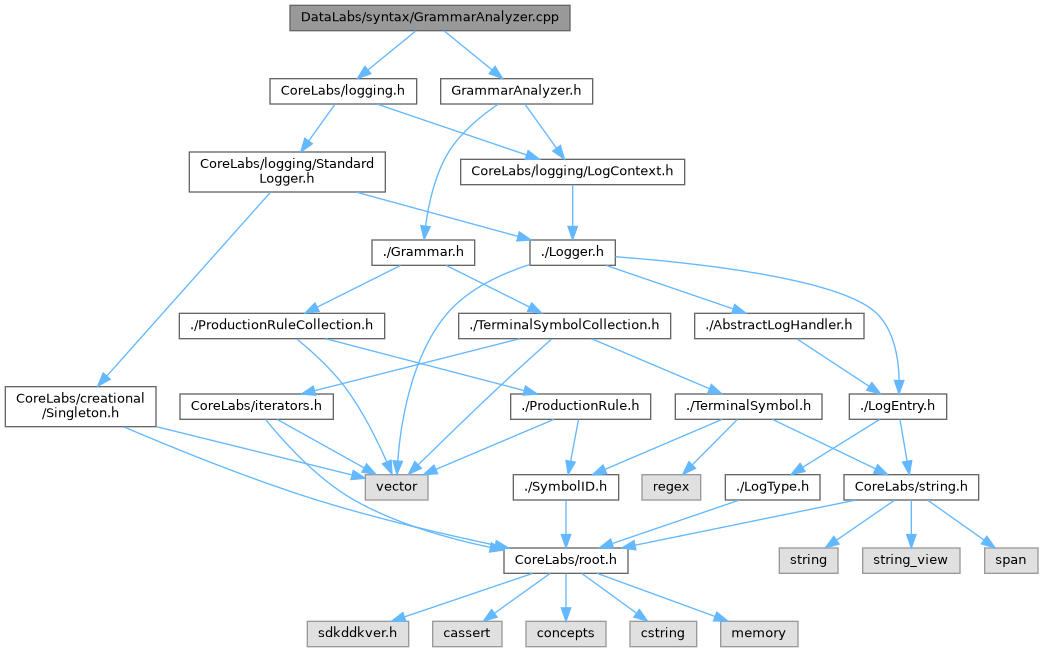 DataLabs/syntax/GrammarAnalyzer.cpp
CoreLabs/logging.h
GrammarAnalyzer.h
CoreLabs/logging/Standard
Logger.h
CoreLabs/logging/LogContext.h
./Grammar.h
./Logger.h
./ProductionRuleCollection.h
./TerminalSymbolCollection.h
./AbstractLogHandler.h
CoreLabs/creational
/Singleton.h
CoreLabs/iterators.h
./ProductionRule.h
./TerminalSymbol.h
./LogEntry.h
vector
./SymbolID.h
regex
./LogType.h
CoreLabs/string.h
CoreLabs/root.h
string
string_view
span
sdkddkver.h
cassert
concepts
cstring
memory